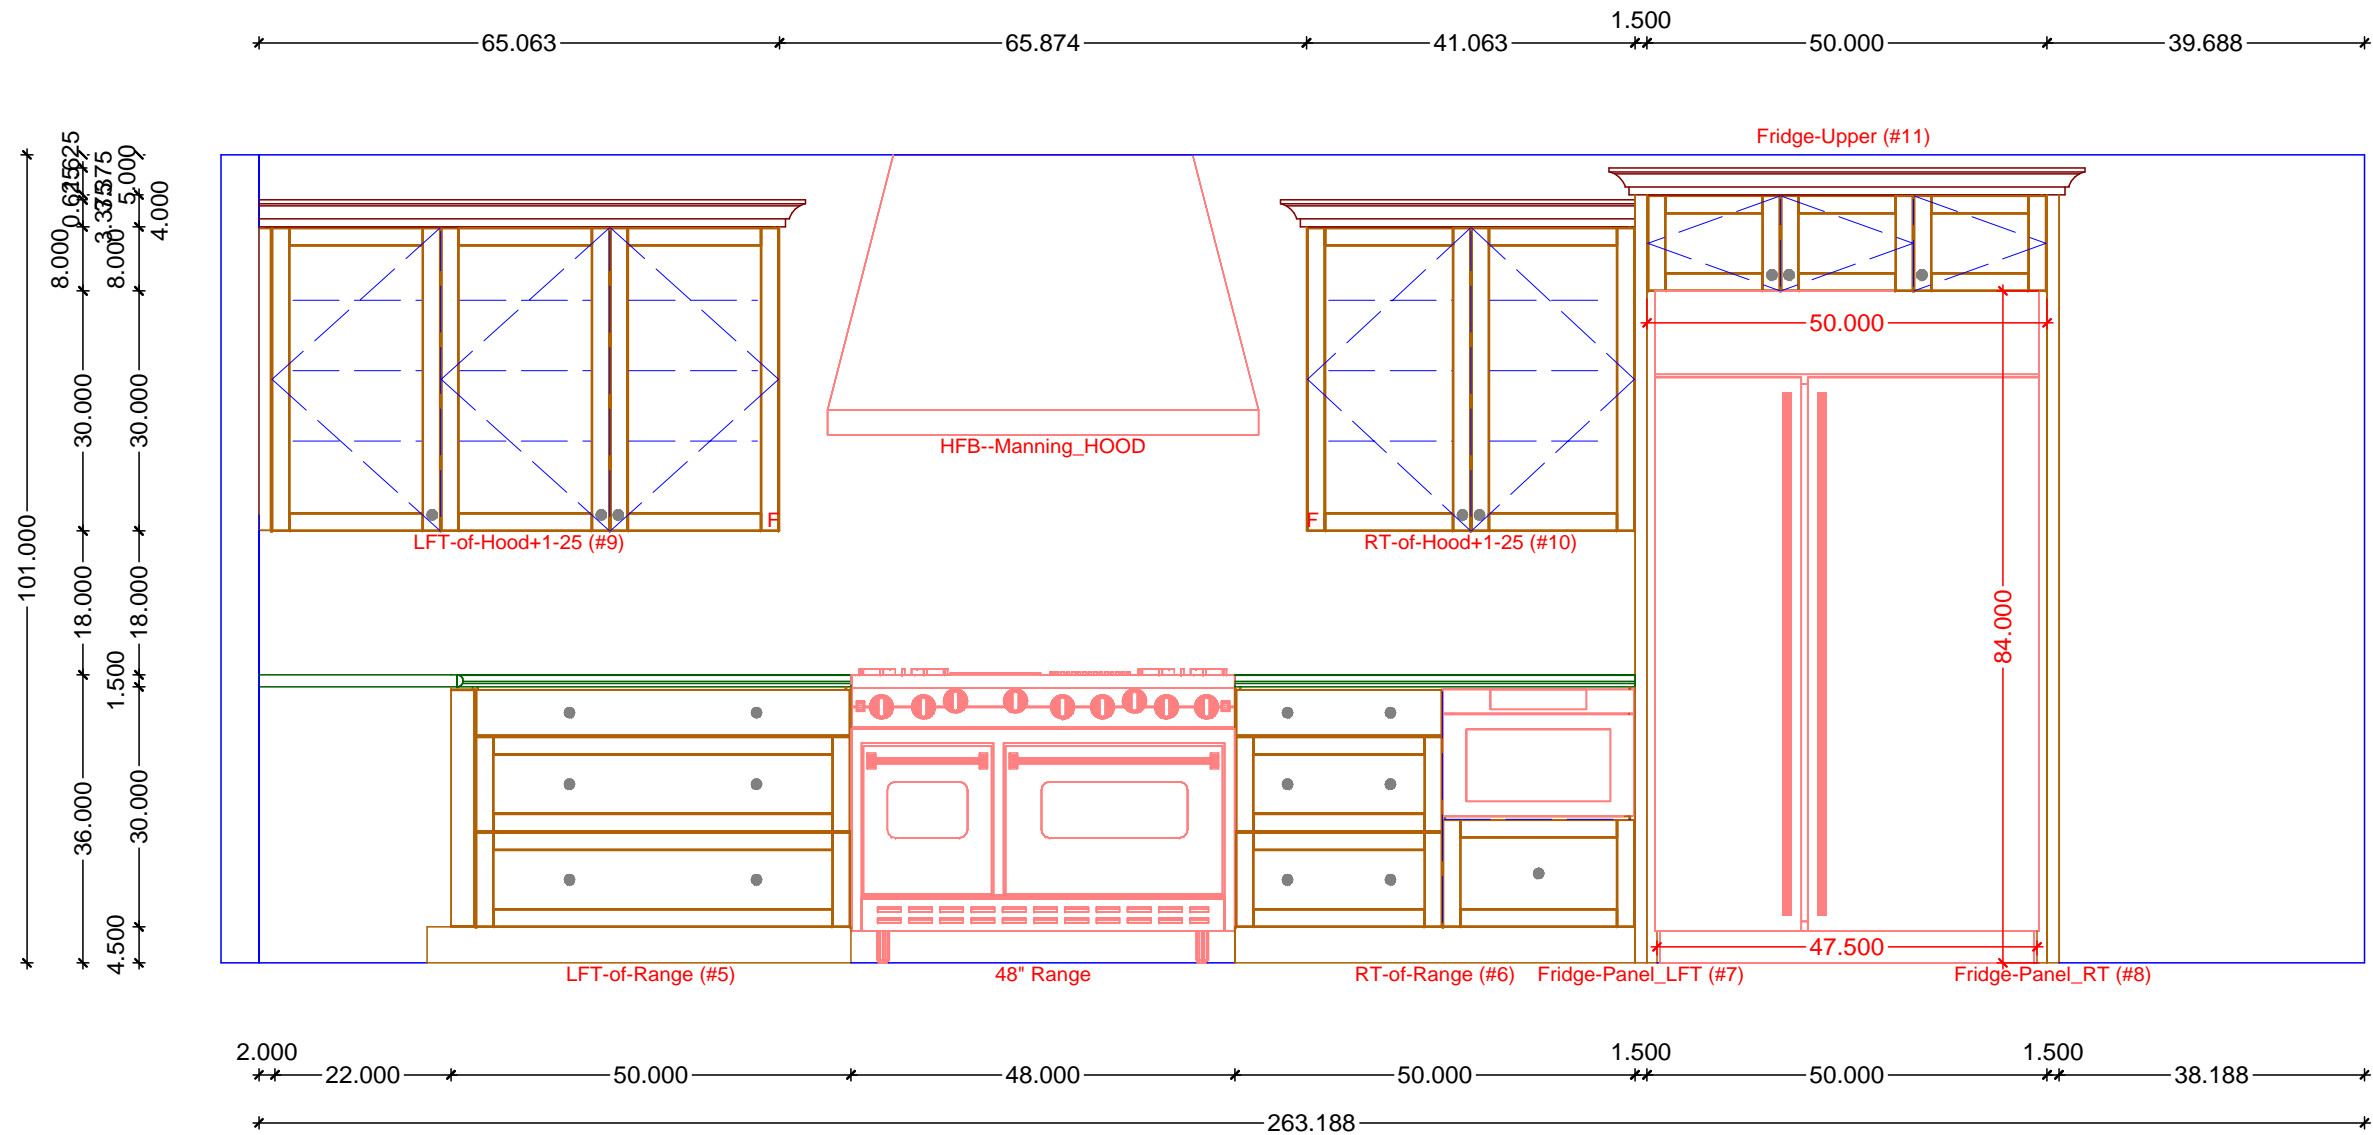 1.500
65.063
65.874
41.063
50.000
39.688
Fridge-Upper (#11)
5.000
4.000
8.000
8.000
50.000
30.000
30.000
HFB--Manning_HOOD
F
F
LFT-of-Hood+1-25 (#9)
RT-of-Hood+1-25 (#10)
101.000
18.000
18.000
84.000
1.500
36.000
30.000
4.500
47.500
LFT-of-Range (#5)
48" Range
RT-of-Range (#6)
Fridge-Panel_LFT (#7)
Fridge-Panel_RT (#8)
2.000
1.500
1.500
22.000
50.000
48.000
50.000
50.000
38.188
263.188